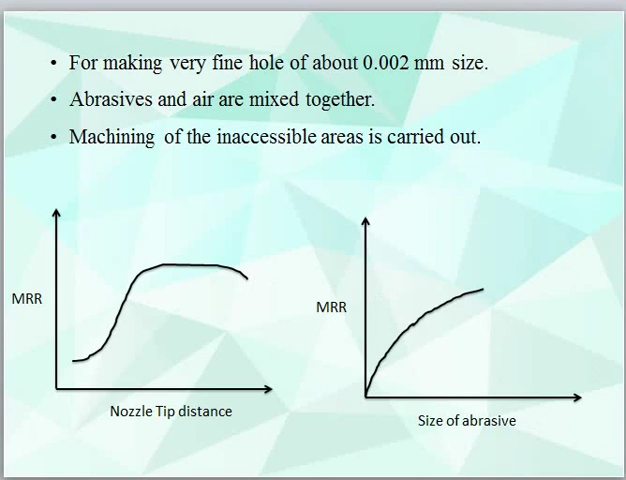 • For making very fine hole of about 0.002 mm size.
• Abrasives and air are mixed together.
• Machining of the inaccessible areas is carried out.
MRR
Nozzle Tip distance
MRR
Size of abrasive